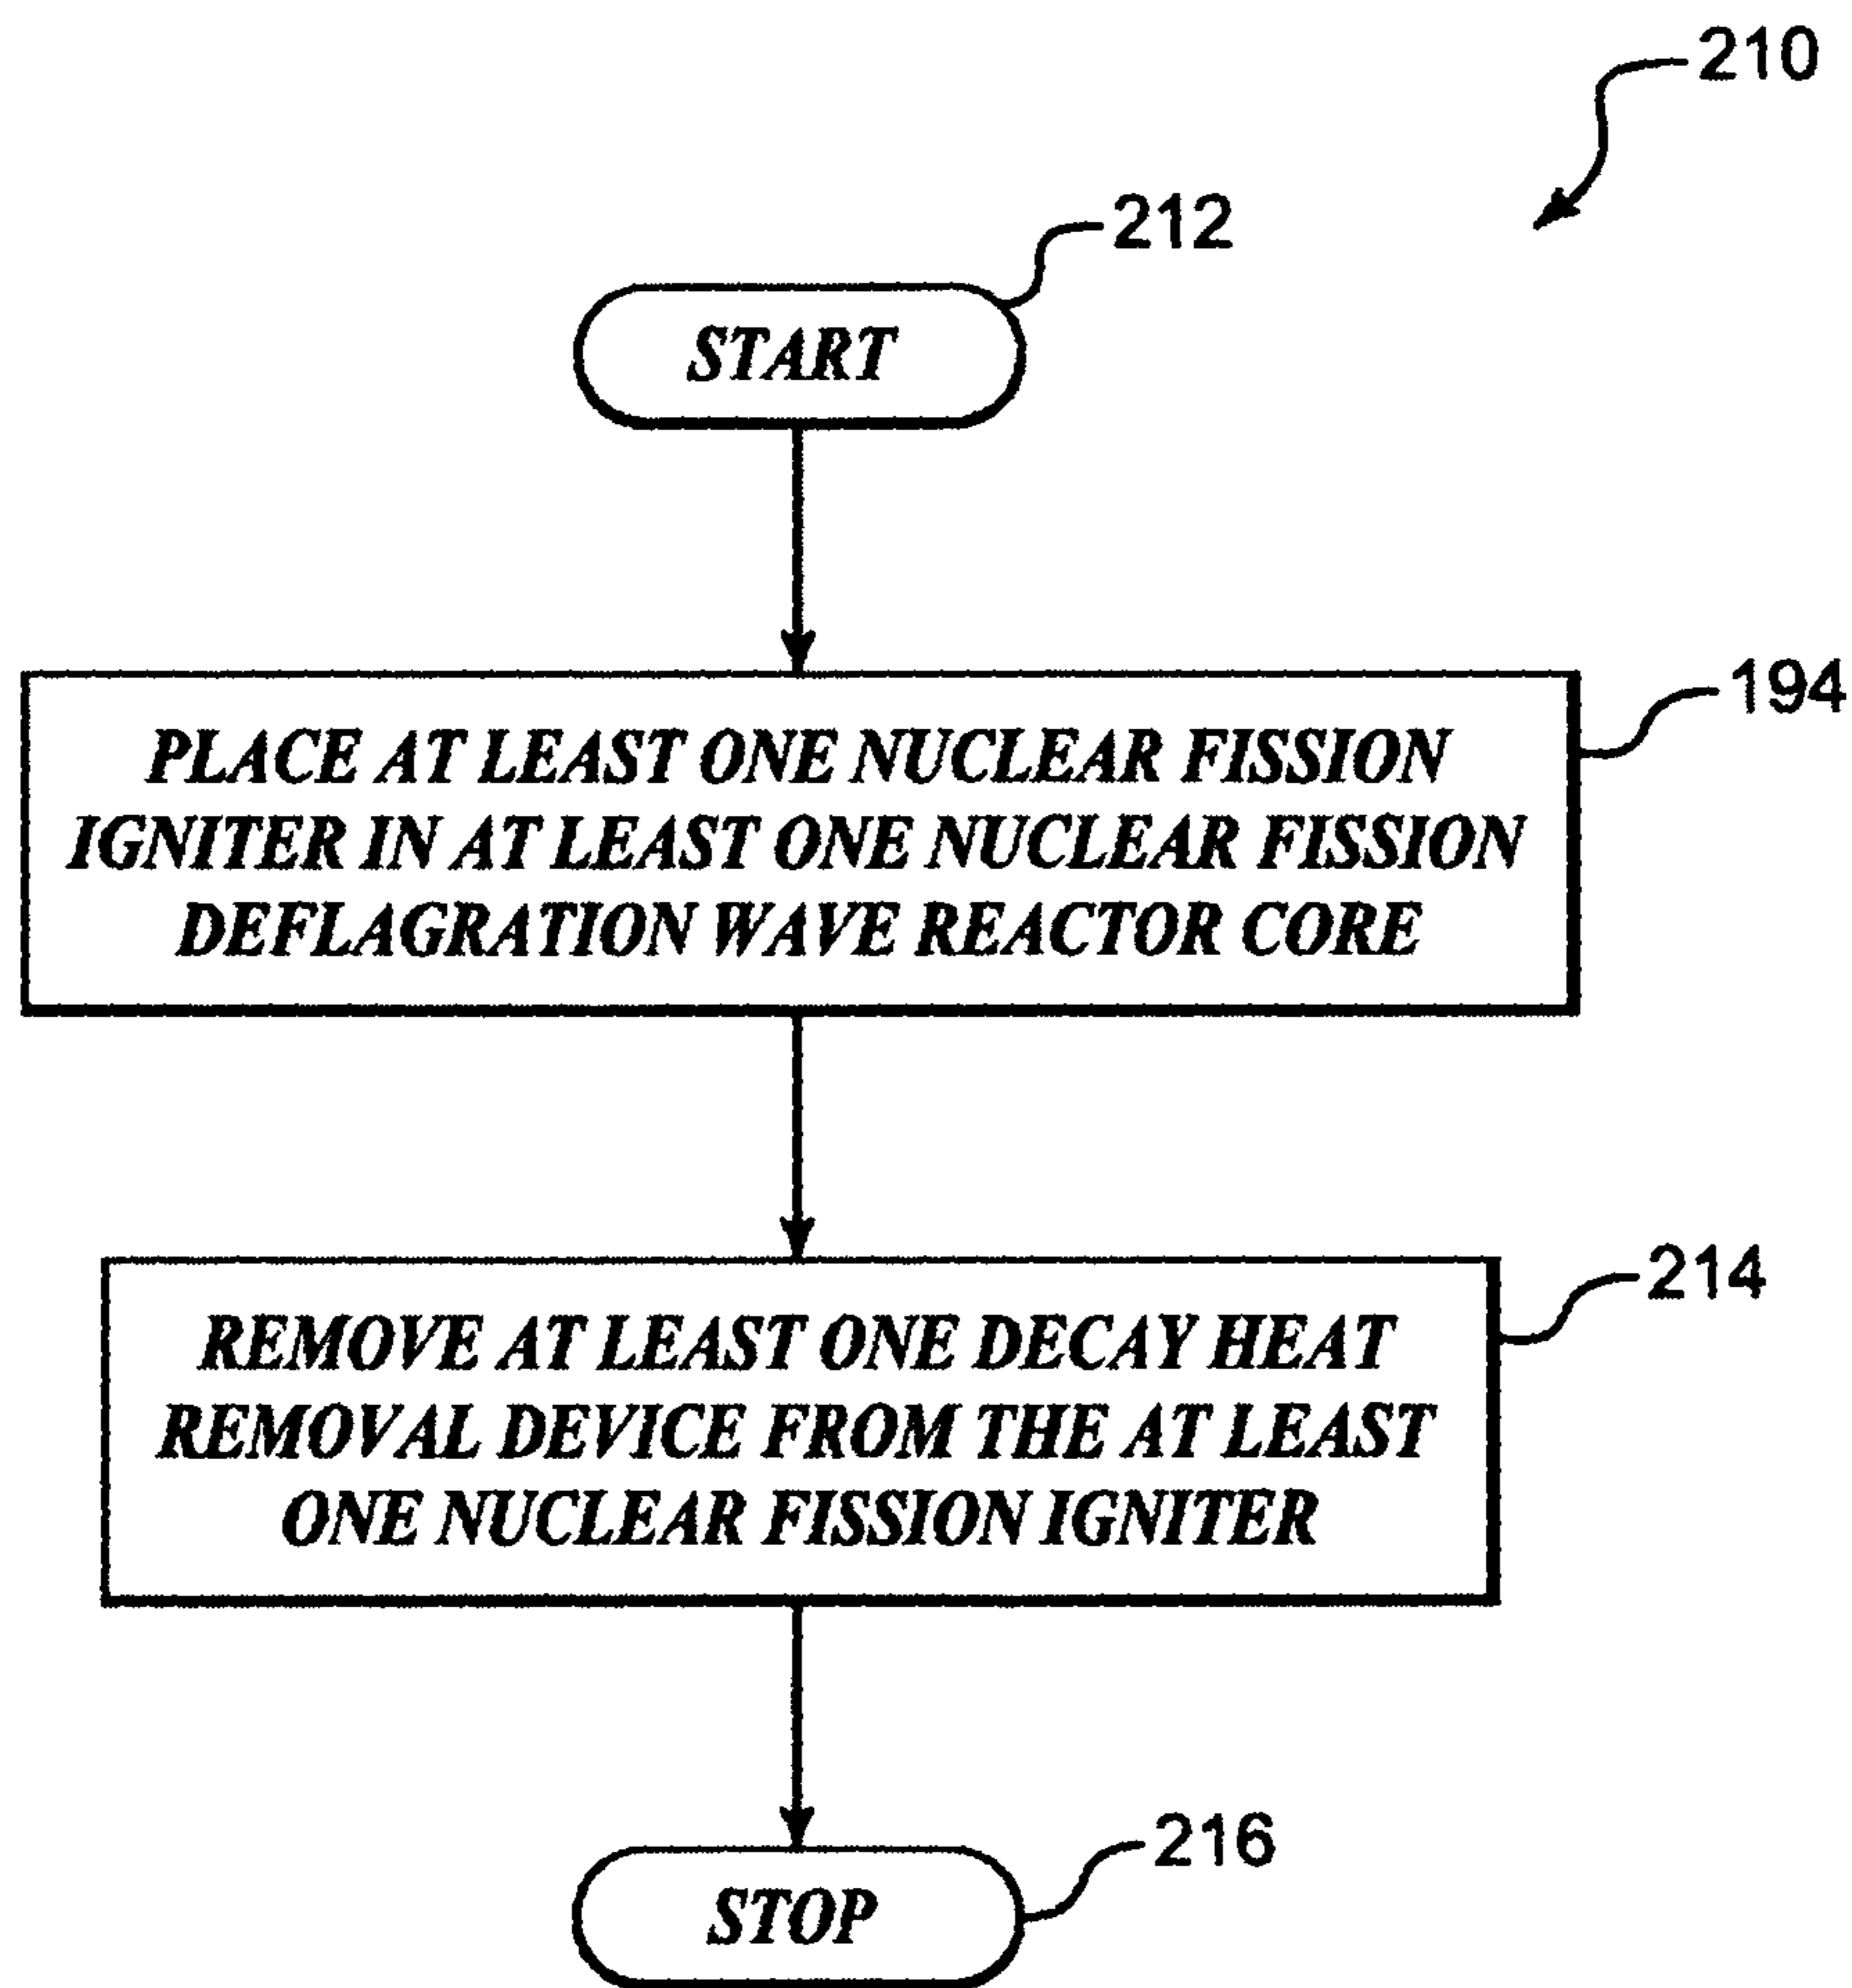 210
212
START
194
PLACE AT LEAST ONE NUCLEAR FISSION
IGNITER IN AT LEAST ONE NUCLEAR FISSION
DEFLAGRATION WAVE REACTOR CORE
214
REMOVE AT LEAST ONE DECAY HEAT
REMOVAL DEVICE FROM THE AT LEAST
ONE NUCLEAR FISSION IGNITER
216
STOP